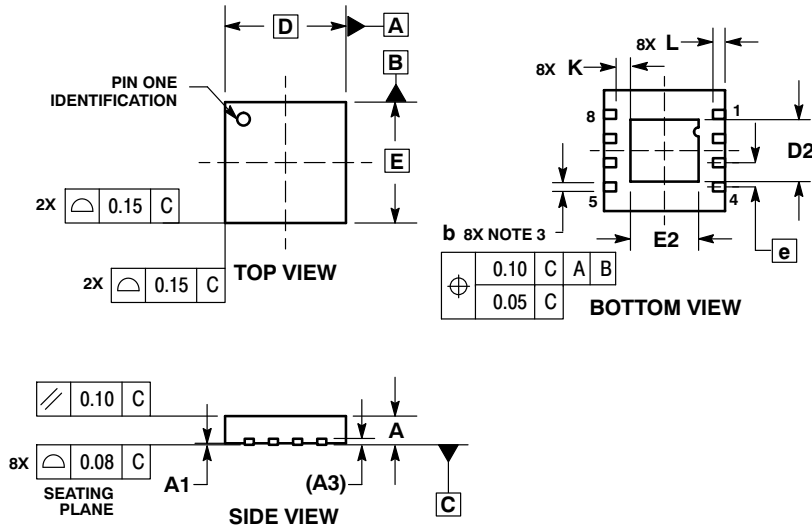 D
A
B
PIN ONE
IDENTIFICATION
E
2X ⌓ 0.15 C
2X ⌓ 0.15 C
TOP VIEW
8X L
8X K
8
1
D2
5
4
b 8X NOTE 3
E2
e
⌖ 0.10 C A B
0.05 C
BOTTOM VIEW
⫽ 0.10 C
A
8X ⌓ 0.08 C
SEATING
PLANE
A1
(A3)
C
SIDE VIEW